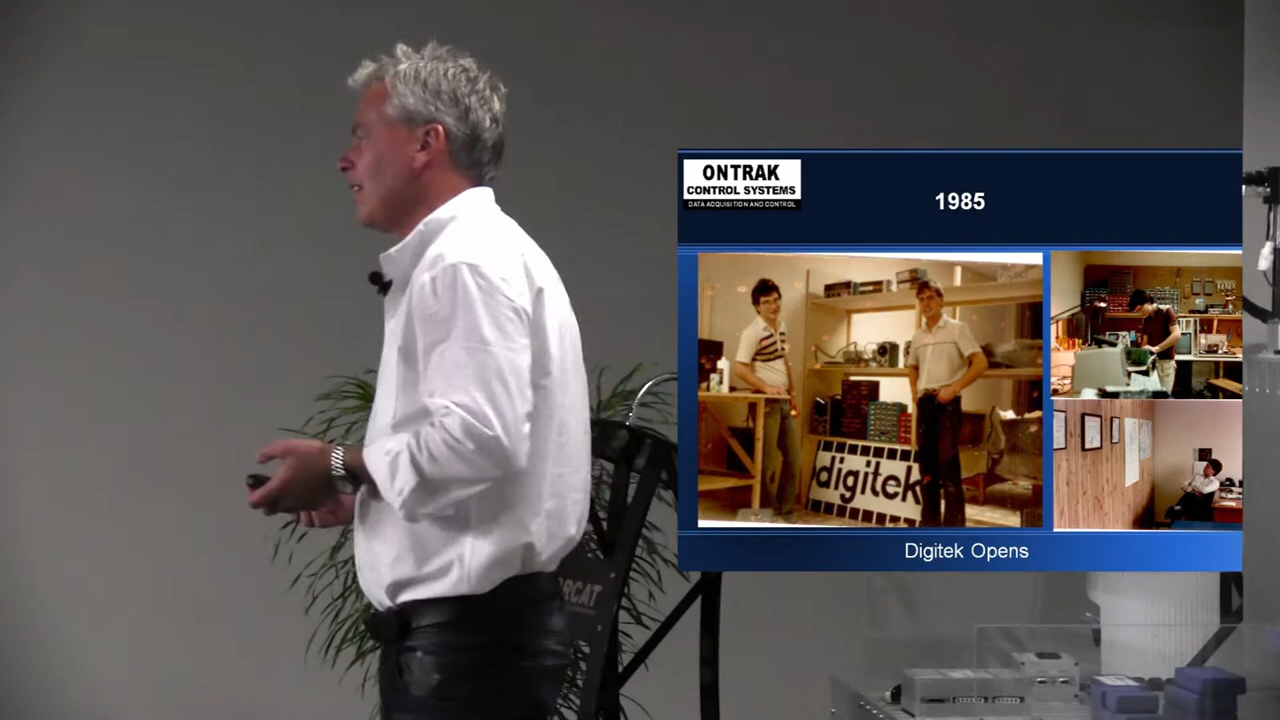 ONTRAK
CONTROL SYSTEMS
DATA ACQUISITION AND CONTROL
1985
digitek
Digitek Opens